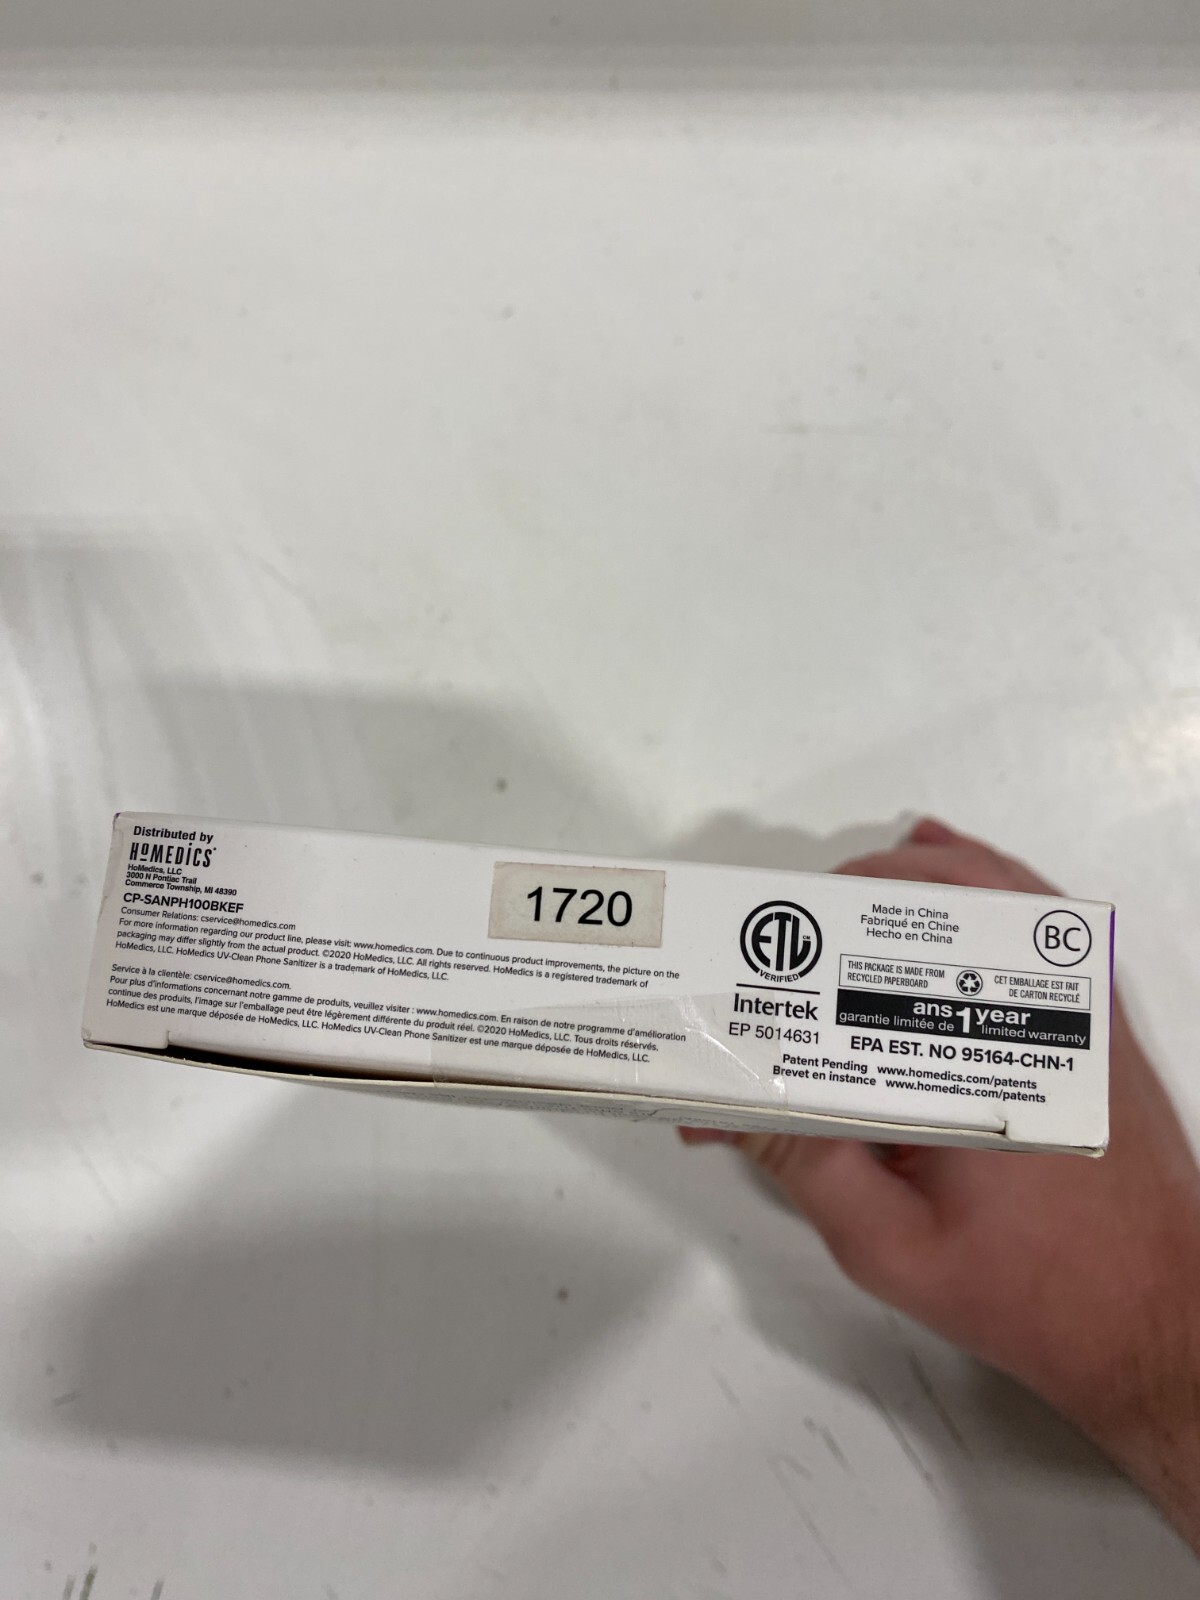 Distributed by
HoMEDiCS
HoMedics, LLC
3000 N Pontiac Trail
Commerce Township, MI 48390
CP-SANPH100BKEF
Consumer Relations: cservice@homedics.com
For more information regarding our product line, please visit: www.homedics.com. Due to continuous product improvements, the picture on the
packaging may differ slightly from the actual product. ©2020 HoMedics, LLC. All rights reserved. HoMedics is a registered trademark of
HoMedics, LLC. HoMedics UV-Clean Phone Sanitizer is a trademark of HoMedics, LLC.
Service à la clientèle: cservice@homedics.com.
Pour plus d'informations concernant notre gamme de produits, veuillez visiter : www.homedics.com. En raison de notre programme d'amélioration
continue des produits, l'image sur l'emballage peut être légèrement différente du produit réel. ©2020 HoMedics, LLC. Tous droits réservés.
HoMedics est une marque déposée de HoMedics, LLC. HoMedics UV-Clean Phone Sanitizer est une marque déposée de HoMedics, LLC.
1720
ETL CM
VERIFIED
Intertek
EP 5014631
Made in China
Fabriqué en Chine
Hecho en China
BC
THIS PACKAGE IS MADE FROM
RECYCLED PAPERBOARD
CET EMBALLAGE EST FAIT
DE CARTON RECYCLÉ
ans 1 year
garantie limitée de limited warranty
EPA EST. NO 95164-CHN-1
Patent Pending www.homedics.com/patents
Brevet en instance www.homedics.com/patents